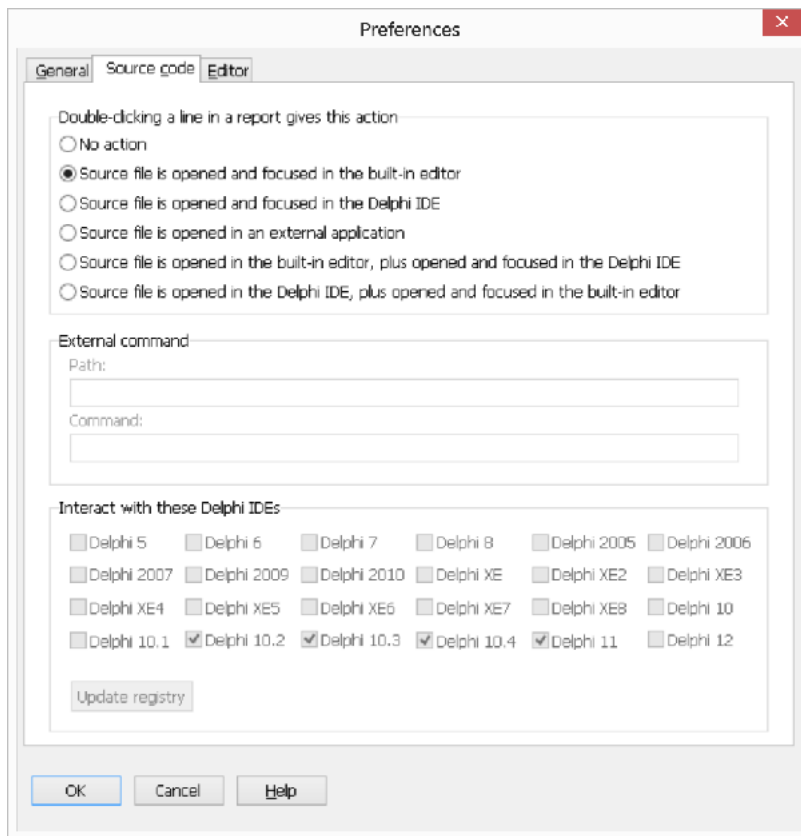 Preferences
General Source code Editor
Double-clicking a line in a report gives this action
No action
Source file is opened and focused in the built-in editor
Source file is opened and focused in the Delphi IDE
Source file is opened in an external application
Source file is opened in the built-in editor, plus opened and focused in the Delphi IDE
Source file is opened in the Delphi IDE, plus opened and focused in the built-in editor
External command
Path:
Command:
Interact with these Delphi IDEs
Delphi 5 Delphi 6 Delphi 7 Delphi 8 Delphi 2005 Delphi 2006
Delphi 2007 Delphi 2009 Delphi 2010 Delphi XE Delphi XE2 Delphi XE3
Delphi XE4 Delphi XE5 Delphi XE6 Delphi XE7 Delphi XE8 Delphi 10
Delphi 10.1 Delphi 10.2 Delphi 10.3 Delphi 10.4 Delphi 11 Delphi 12
Update registry
OK Cancel Help